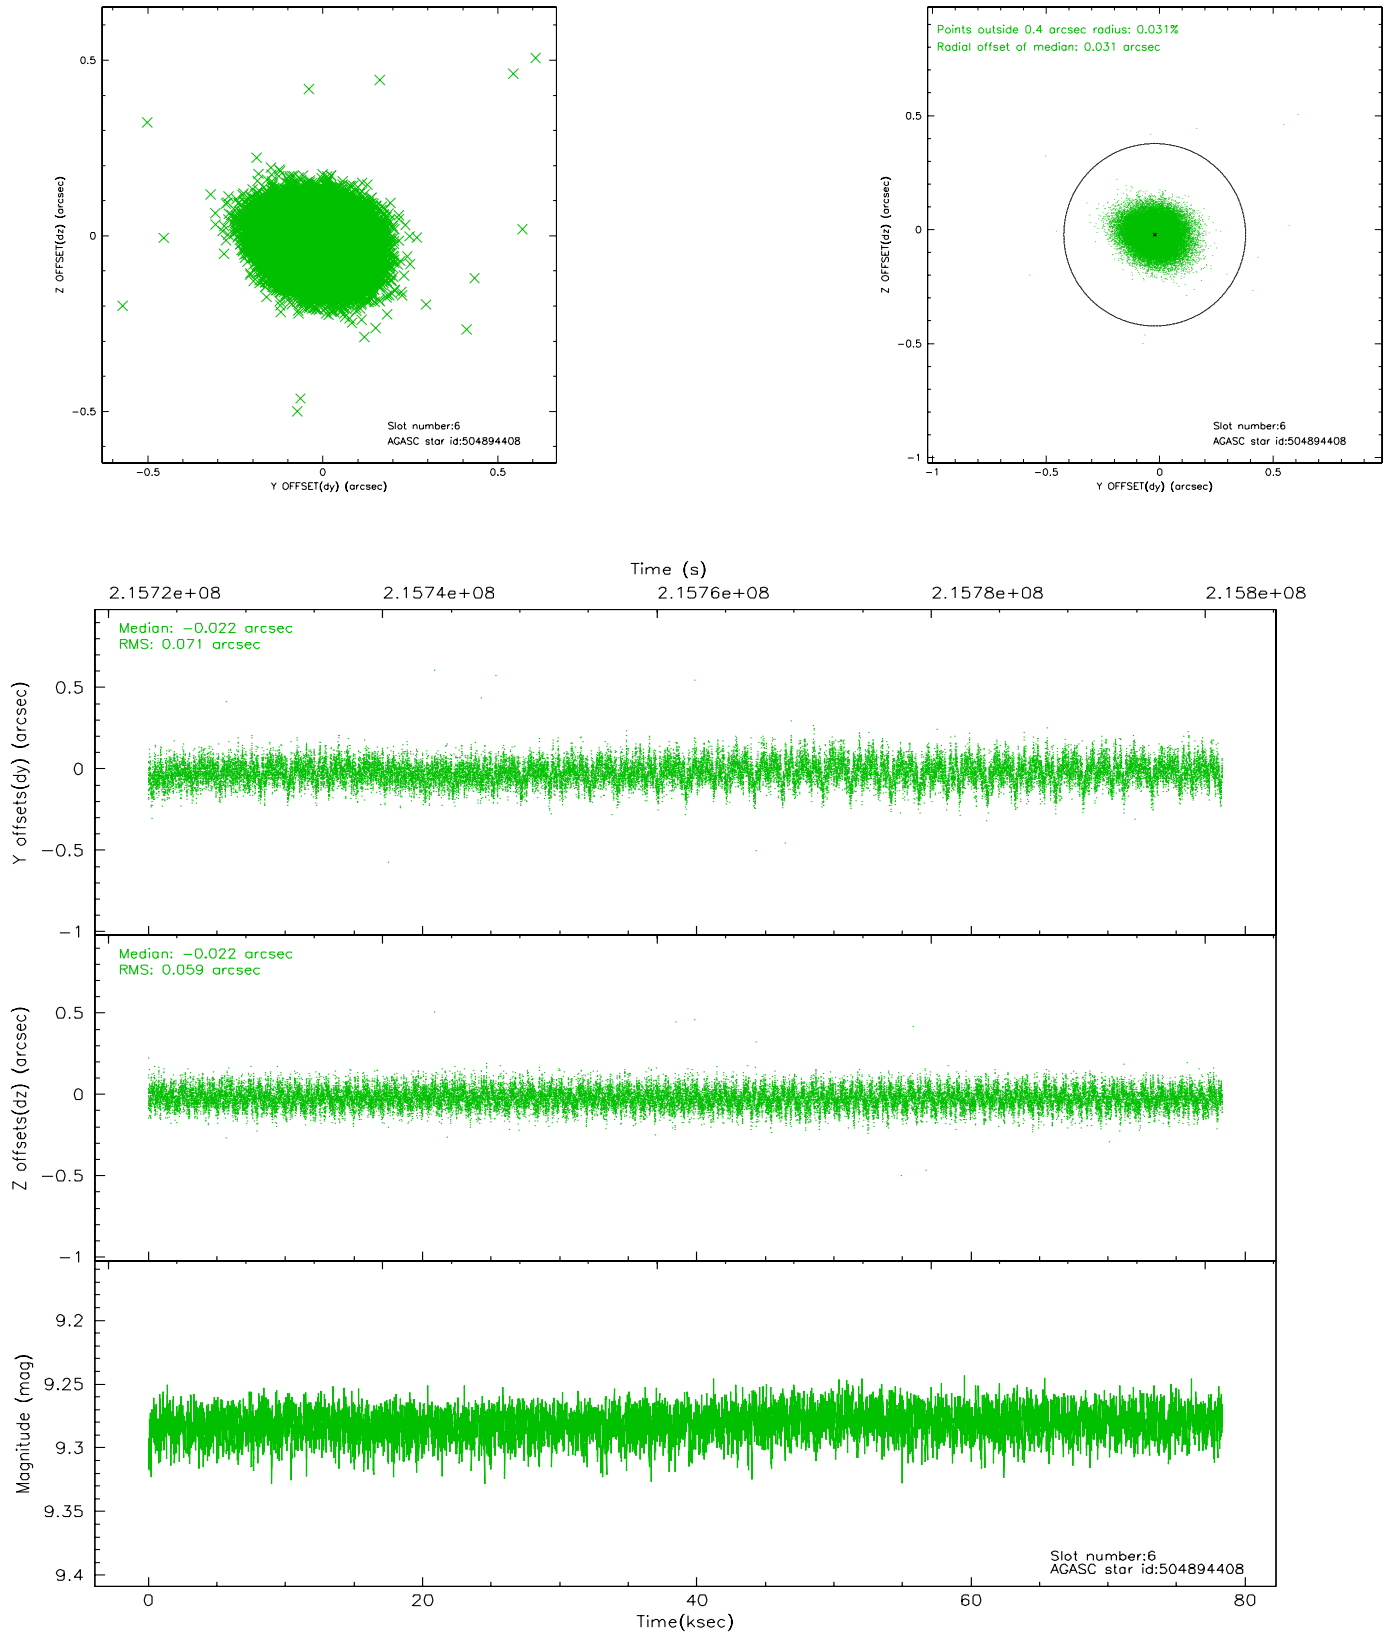 0.5
0
−0.5
Z OFFSET(dz) (arcsec)
Slot number:6
AGASC star id:504894408
−0.5
0
0.5
Y OFFSET(dy) (arcsec)
Points outside 0.4 arcsec radius: 0.031%
Radial offset of median: 0.031 arcsec
0.5
0
−0.5
−1
Z OFFSET(dz) (arcsec)
Slot number:6
AGASC star id:504894408
−1
−0.5
0
0.5
Y OFFSET(dy) (arcsec)
Time (s)
2.1572e+08
2.1574e+08
2.1576e+08
2.1578e+08
2.158e+08
Median: −0.022 arcsec
RMS: 0.071 arcsec
0.5
0
−0.5
−1
Y offsets(dy) (arcsec)
Median: −0.022 arcsec
RMS: 0.059 arcsec
0.5
0
−0.5
−1
Z offsets(dz) (arcsec)
9.2
9.25
9.3
9.35
9.4
Magnitude (mag)
Slot number:6
AGASC star id:504894408
0
20
40
60
80
Time(ksec)